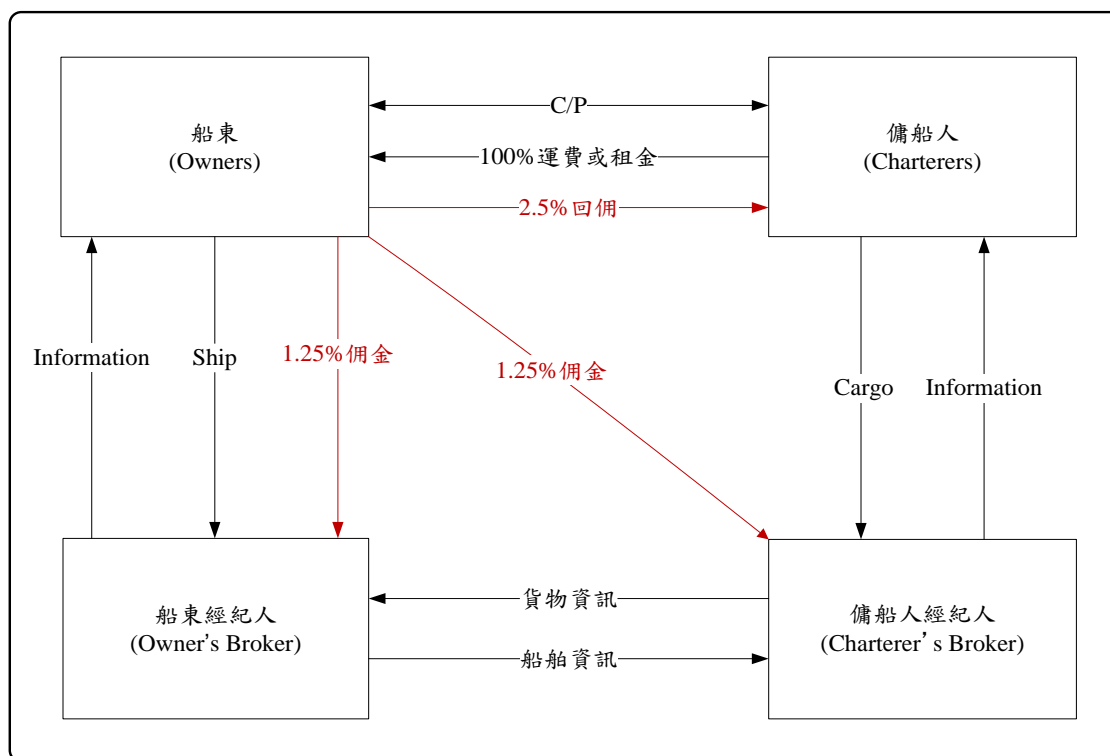 船東
(Owners)
C/P
100%運費或租金
2.5%回佣
傭船人
(Charterers)
Information
Ship
1.25%佣金
1.25%佣金
Cargo
Information
船東經紀人
(Owner's Broker)
貨物資訊
船舶資訊
傭船人經紀人
(Charterer's Broker)